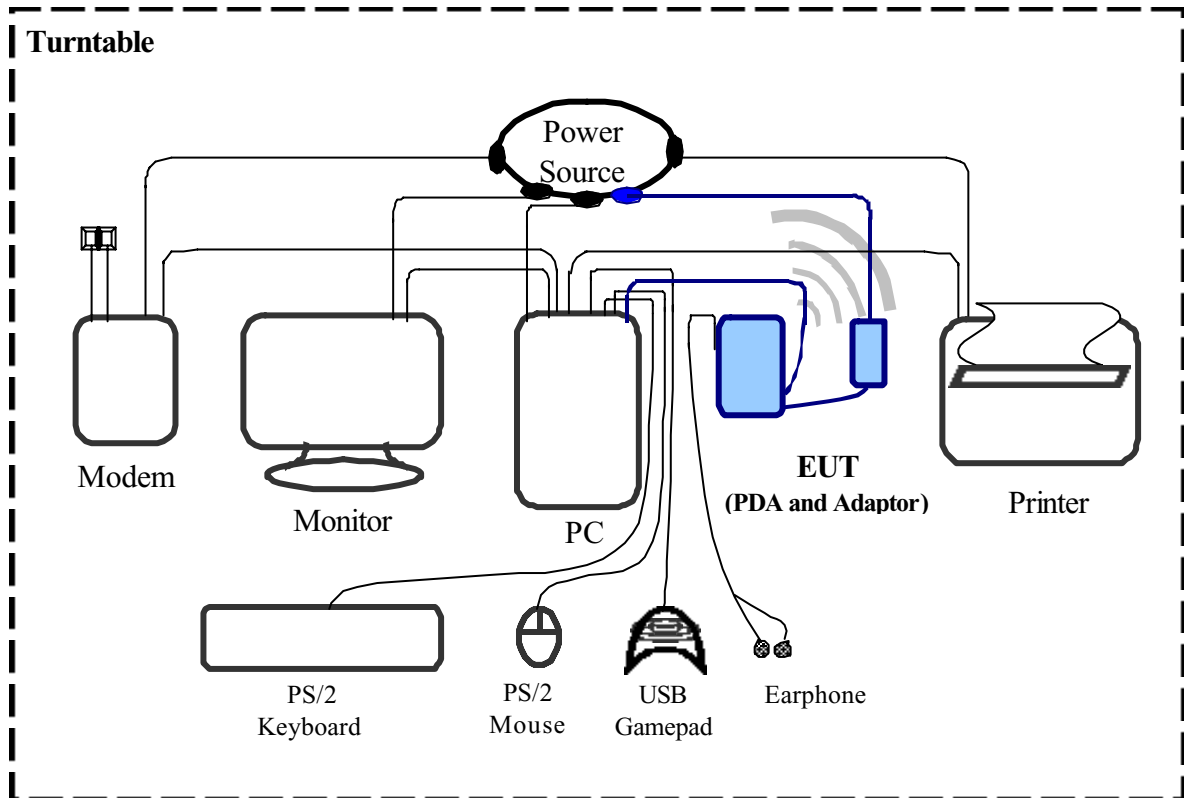 Turntable
Power
Source
Modem
Monitor
PC
EUT
(PDA and Adaptor)
Printer
PS/2
Keyboard
PS/2
Mouse
USB
Gamepad
Earphone